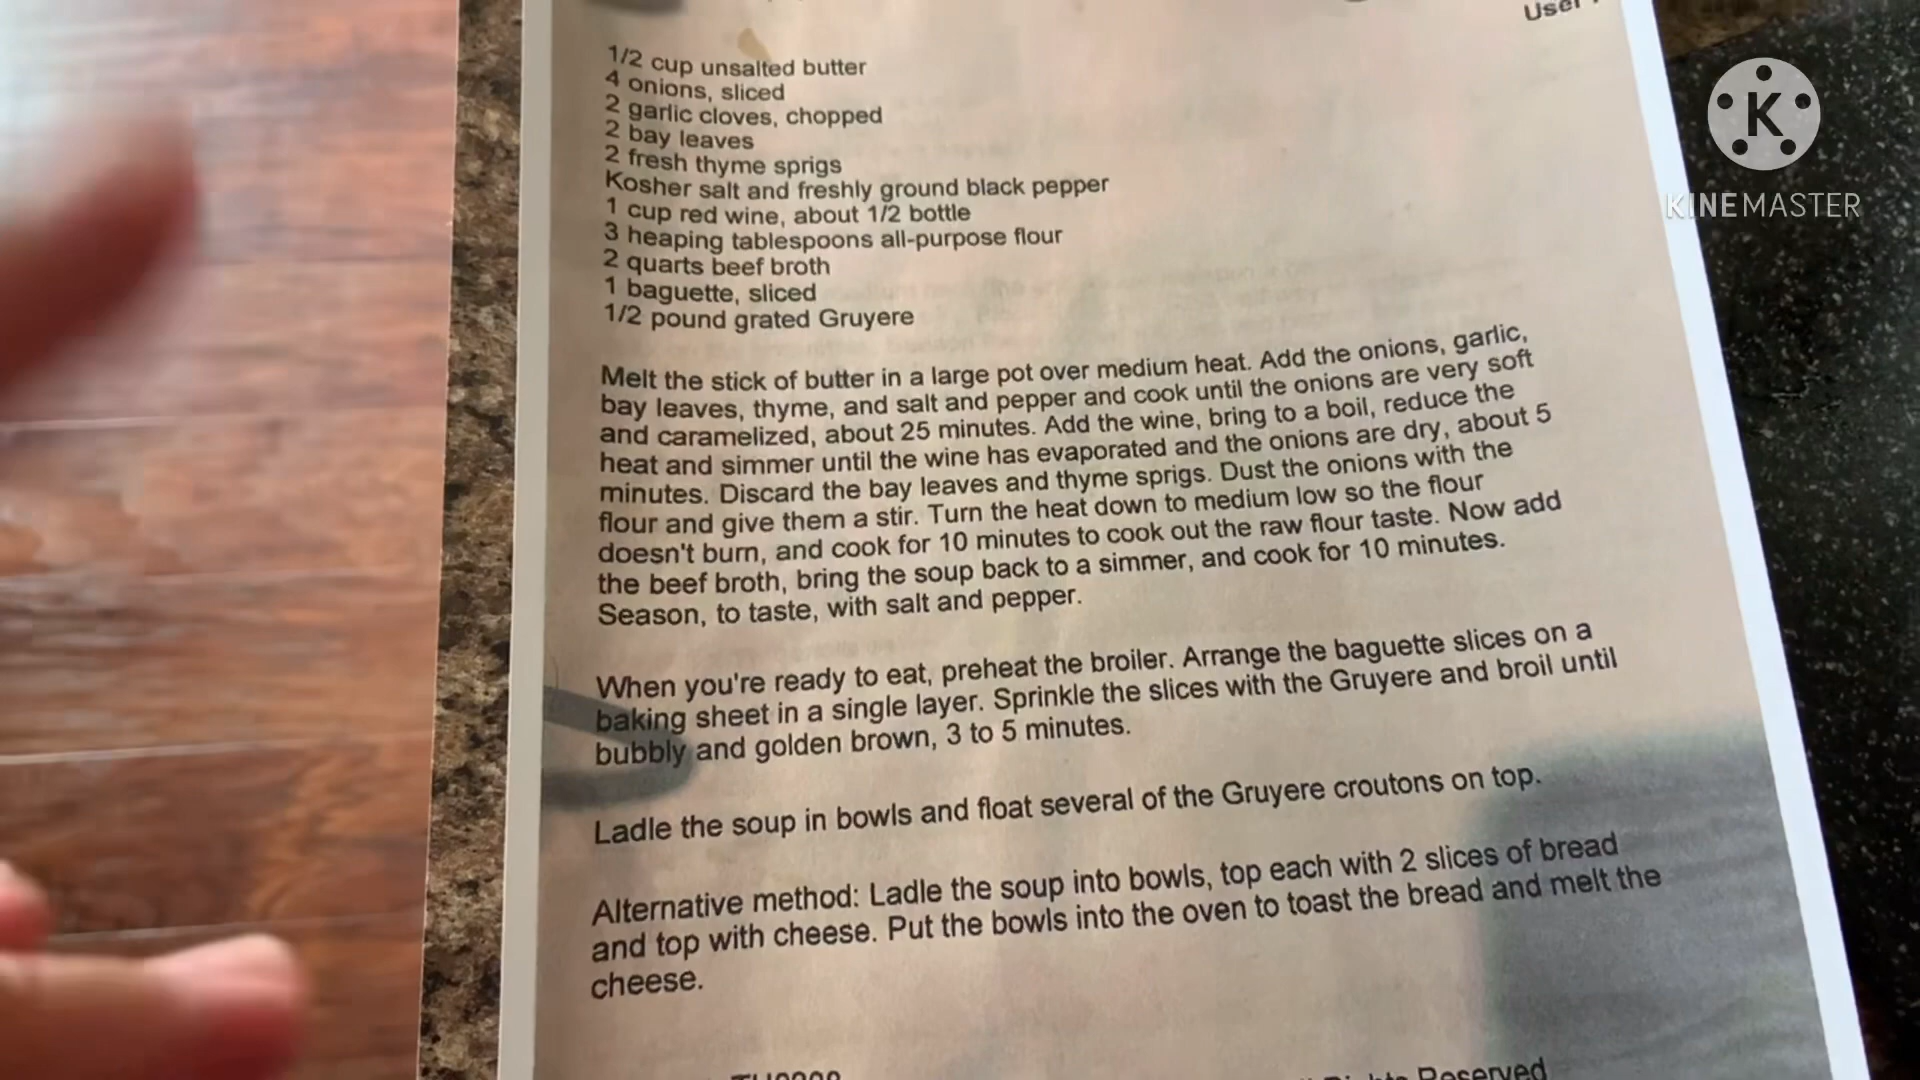 User
1/2 cup unsalted butter
4 onions, sliced
2 garlic cloves, chopped
2 bay leaves
2 fresh thyme sprigs
Kosher salt and freshly ground black pepper
1 cup red wine, about 1/2 bottle
3 heaping tablespoons all-purpose flour
2 quarts beef broth
1 baguette, sliced
1/2 pound grated Gruyere
Melt the stick of butter in a large pot over medium heat. Add the onions, garlic,
bay leaves, thyme, and salt and pepper and cook until the onions are very soft
and caramelized, about 25 minutes. Add the wine, bring to a boil, reduce the
heat and simmer until the wine has evaporated and the onions are dry, about 5
minutes. Discard the bay leaves and thyme sprigs. Dust the onions with the
flour and give them a stir. Turn the heat down to medium low so the flour
doesn't burn, and cook for 10 minutes to cook out the raw flour taste. Now add
the beef broth, bring the soup back to a simmer, and cook for 10 minutes.
Season, to taste, with salt and pepper.
When you're ready to eat, preheat the broiler. Arrange the baguette slices on a
baking sheet in a single layer. Sprinkle the slices with the Gruyere and broil until
bubbly and golden brown, 3 to 5 minutes.
Ladle the soup in bowls and float several of the Gruyere croutons on top.
Alternative method: Ladle the soup into bowls, top each with 2 slices of bread
and top with cheese. Put the bowls into the oven to toast the bread and melt the
cheese.
Reserved
K
KINEMASTER